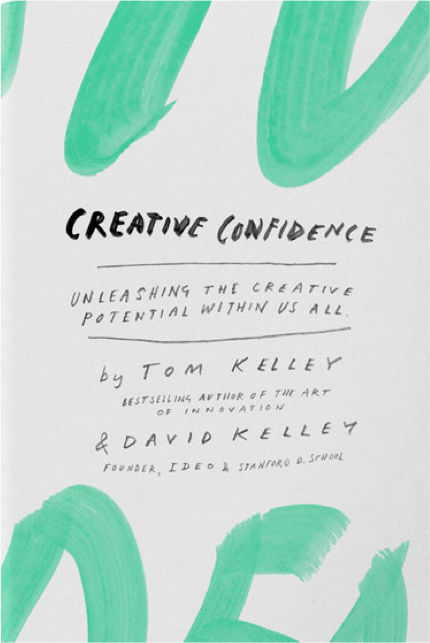 CREATIVE CONFIDENCE
UNLEASHING THE CREATIVE
POTENTIAL WITHIN US ALL.
by TOM KELLEY
BESTSELLING AUTHOR OF THE ART
OF INNOVATION
& DAVID KELLEY
FOUNDER, IDEO & STANFORD D. SCHOOL